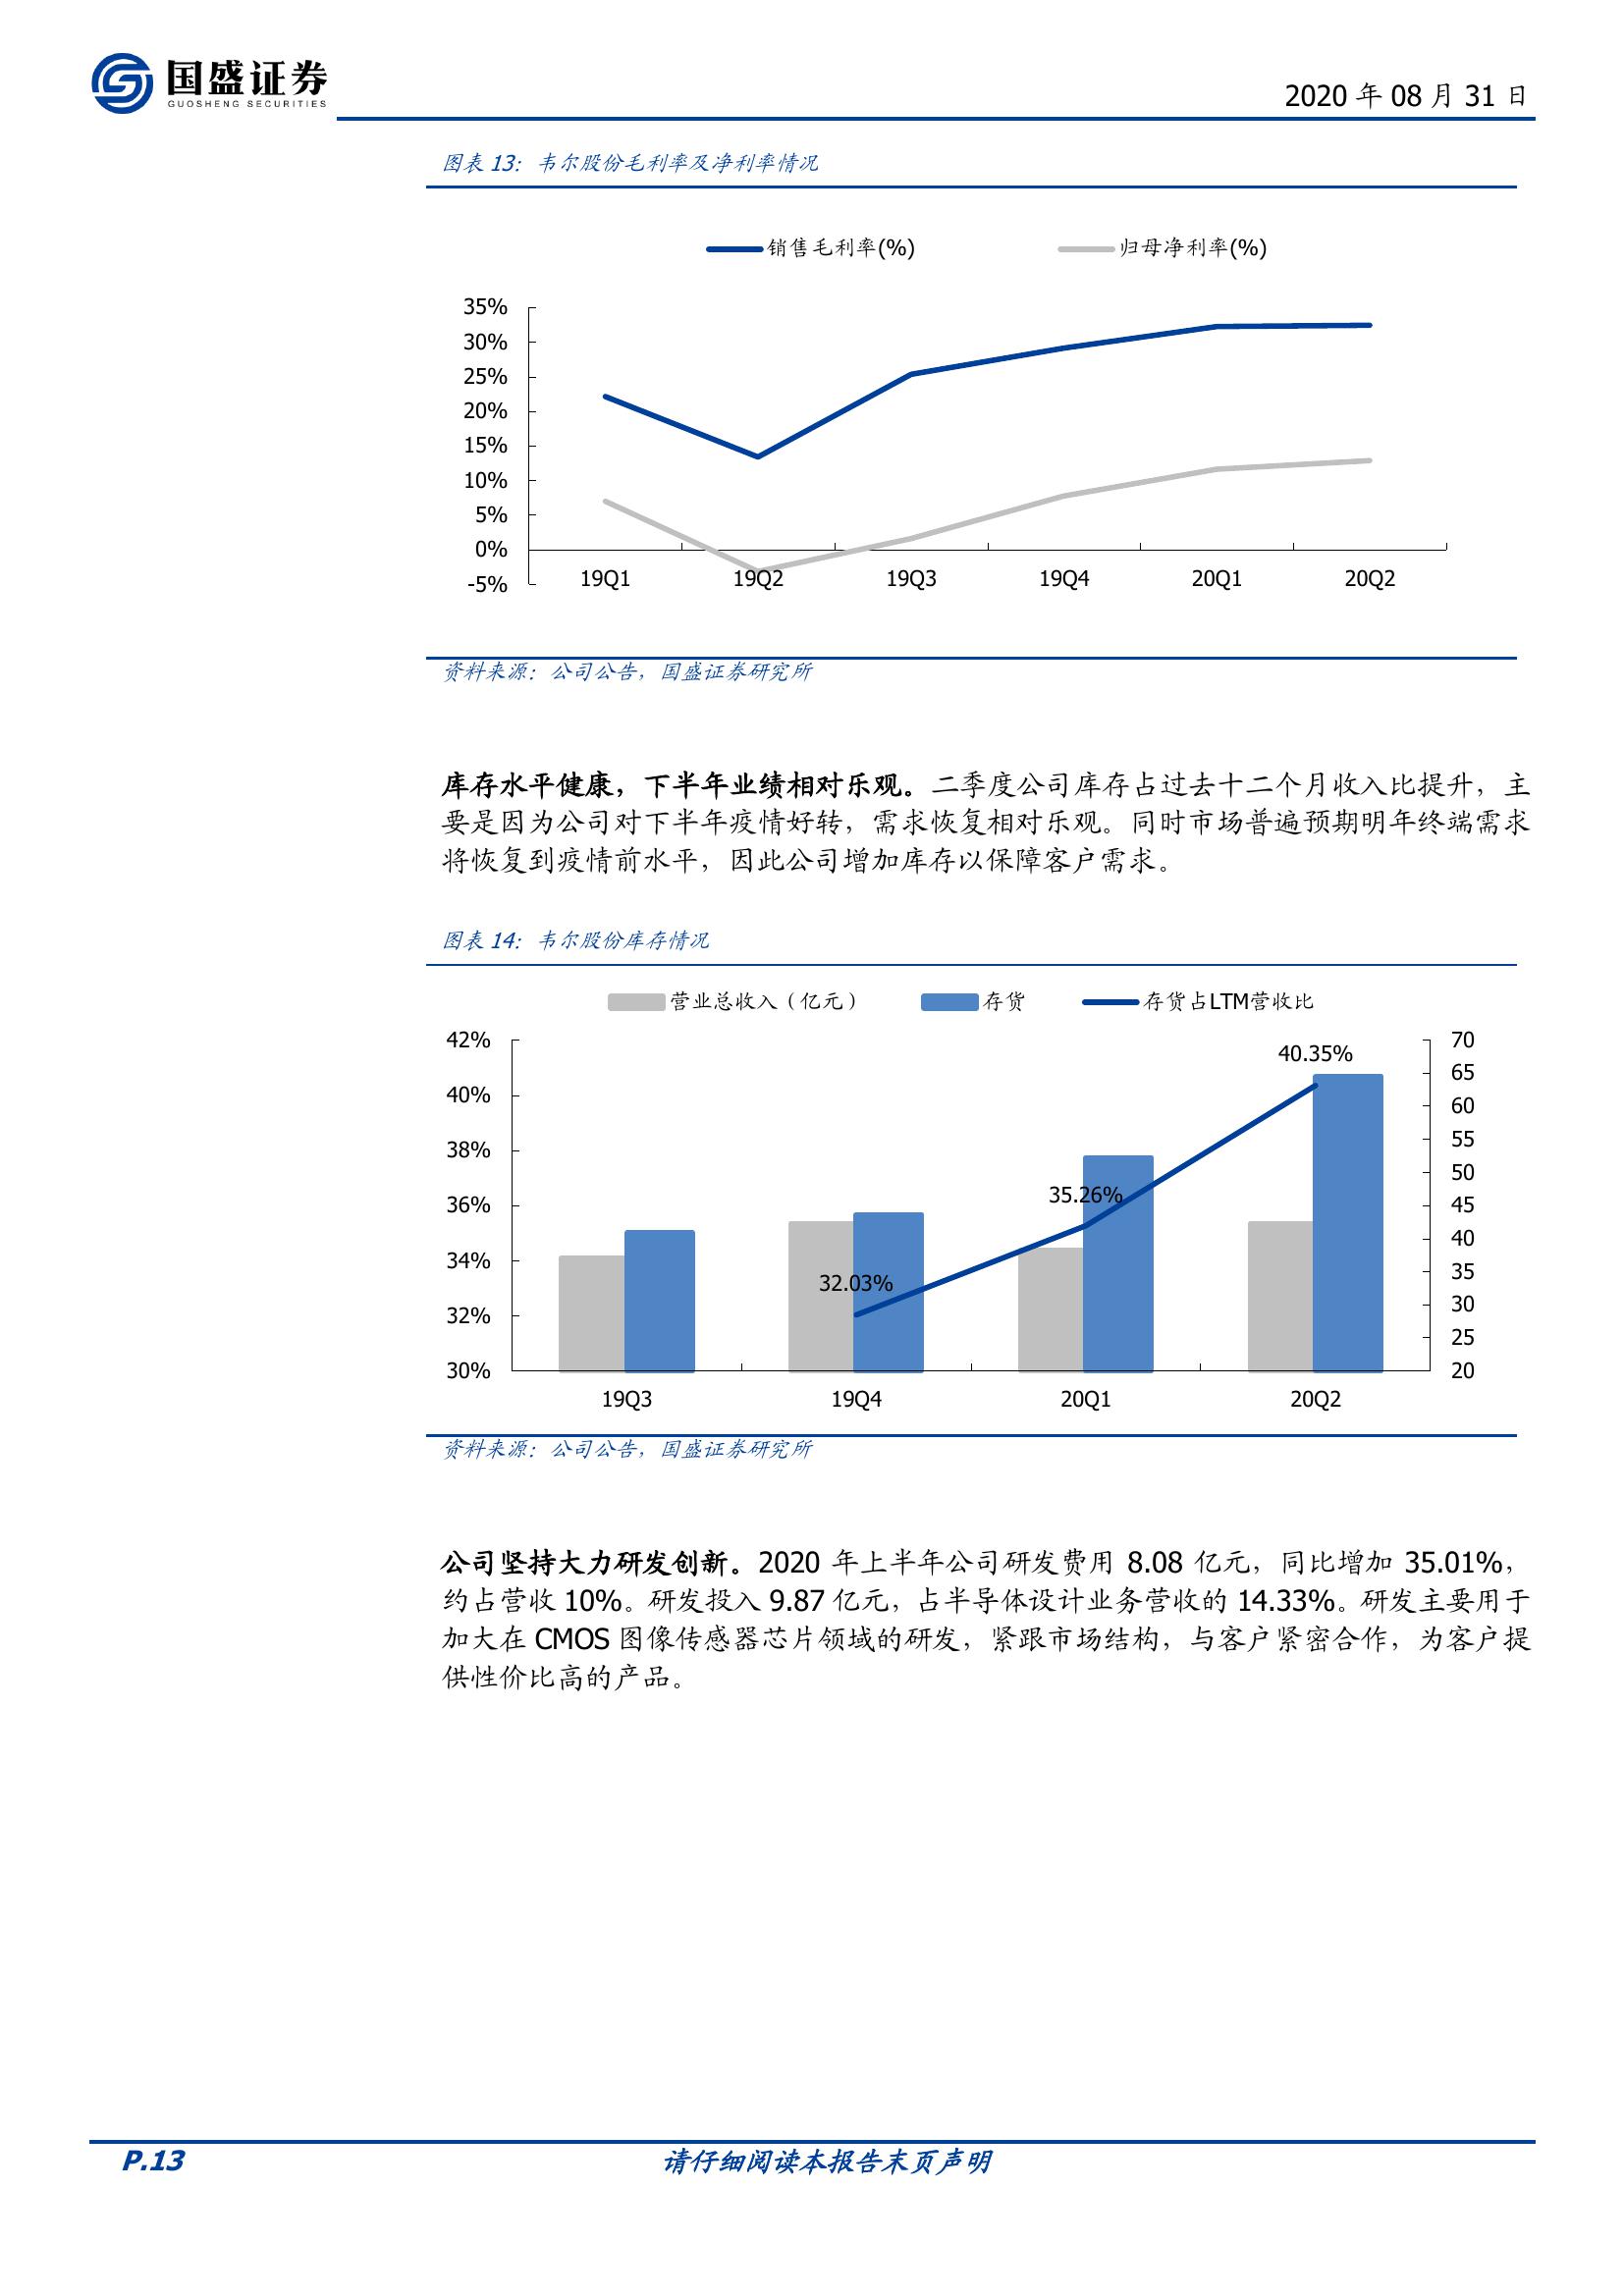 国盛证券
GUOSHENG SECURITIES
2020 年 08 月 31 日
图表 13：韦尔股份毛利率及净利率情况
销售毛利率(%) 归母净利率(%)
35%
30%
25%
20%
15%
10%
5%
0%
-5%
19Q1 19Q2 19Q3 19Q4 20Q1 20Q2
资料来源：公司公告，国盛证券研究所
库存水平健康，下半年业绩相对乐观。二季度公司库存占过去十二个月收入比提升，主
要是因为公司对下半年疫情好转，需求恢复相对乐观。同时市场普遍预期明年终端需求
将恢复到疫情前水平，因此公司增加库存以保障客户需求。
图表 14：韦尔股份库存情况
营业总收入（亿元） 存货 存货占LTM营收比
42%
40%
38%
36%
34%
32%
30%
32.03%
35.26%
40.35%
70
65
60
55
50
45
40
35
30
25
20
19Q3 19Q4 20Q1 20Q2
资料来源：公司公告，国盛证券研究所
公司坚持大力研发创新。2020 年上半年公司研发费用 8.08 亿元，同比增加 35.01%，
约占营收 10%。研发投入 9.87 亿元，占半导体设计业务营收的 14.33%。研发主要用于
加大在 CMOS 图像传感器芯片领域的研发，紧跟市场结构，与客户紧密合作，为客户提
供性价比高的产品。
P.13 请仔细阅读本报告末页声明